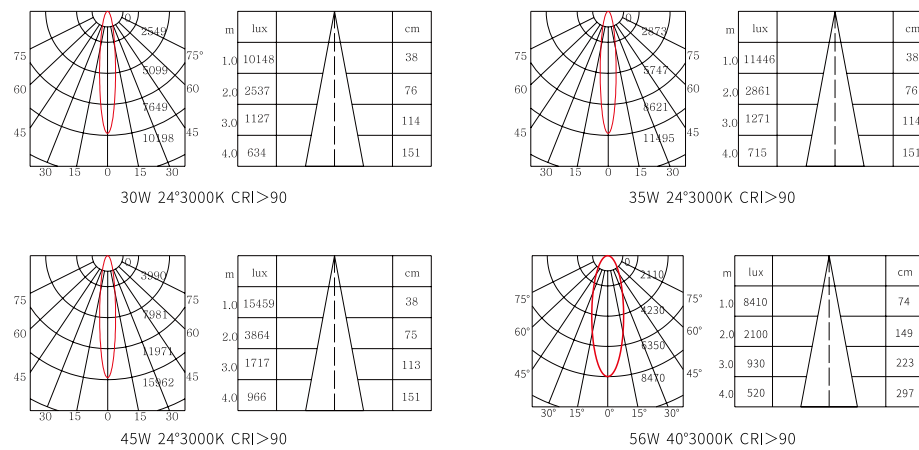 0
2549
5099
7649
10198
75
60
45
75°
60
45
30 15 0 15 30
m lux cm
1.0 10148 38
2.0 2537 76
3.0 1127 114
4.0 634 151
30W 24°3000K CRI>90
0
2873
5747
8621
11495
75
60
45
75°
60
45
30 15 0 15 30
m lux cm
1.0 11446 38
2.0 2861 76
3.0 1271 114
4.0 715 151
35W 24°3000K CRI>90
0
3990
7981
11971
15962
75
60
45
75
60
45
30 15 0 15 30
m lux cm
1.0 15459 38
2.0 3864 75
3.0 1717 113
4.0 966 151
45W 24°3000K CRI>90
0
2110
4230
6350
8470
75°
60°
45°
75°
60°
45°
30° 15° 0° 15° 30°
m lux cm
1.0 8410 74
2.0 2100 149
3.0 930 223
4.0 520 297
56W 40°3000K CRI>90